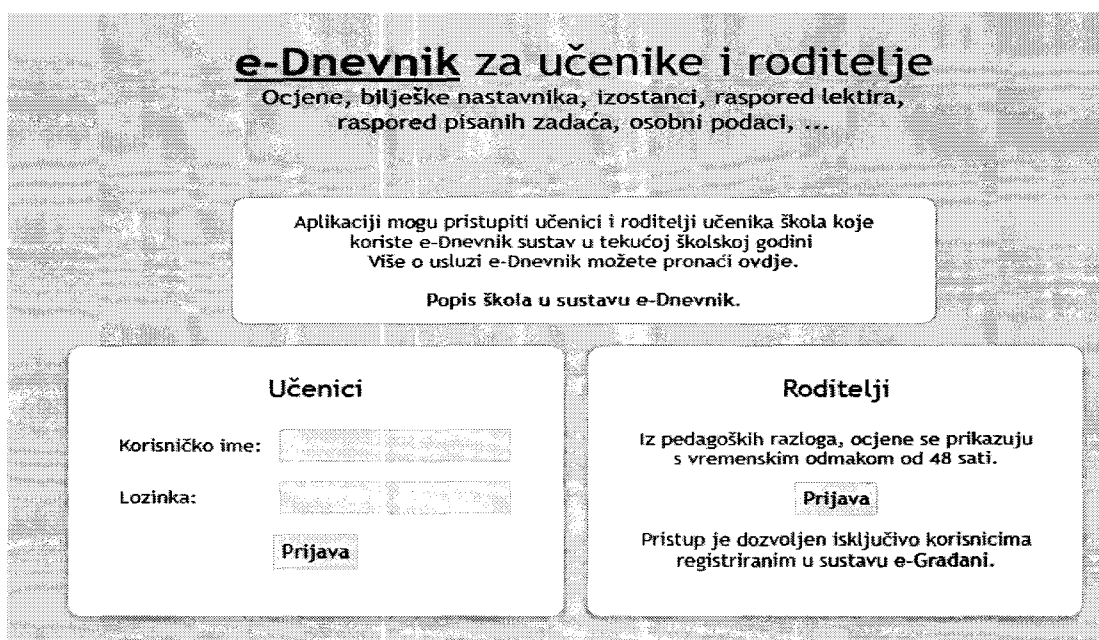 e-Dnevnik za učenike i roditelje
Ocjene, bilješke nastavnika, izostanci, raspored lektira,
raspored pisanih zadaća, osobni podaci, ...
Aplikaciji mogu pristupiti učenici i roditelji učenika škola koje
koriste e-Dnevnik sustav u tekućoj školskoj godini
Više o usluzi e-Dnevnik možete pronaći ovdje.
Popis škola u sustavu e-Dnevnik.
Učenici
Korisničko ime:
Lozinka:
Prijava
Roditelji
Iz pedagoških razloga, ocjene se prikazuju
s vremenskim odmakom od 48 sati.
Prijava
Pristup je dozvoljen isključivo korisnicima
registriranim u sustavu e-Građani.